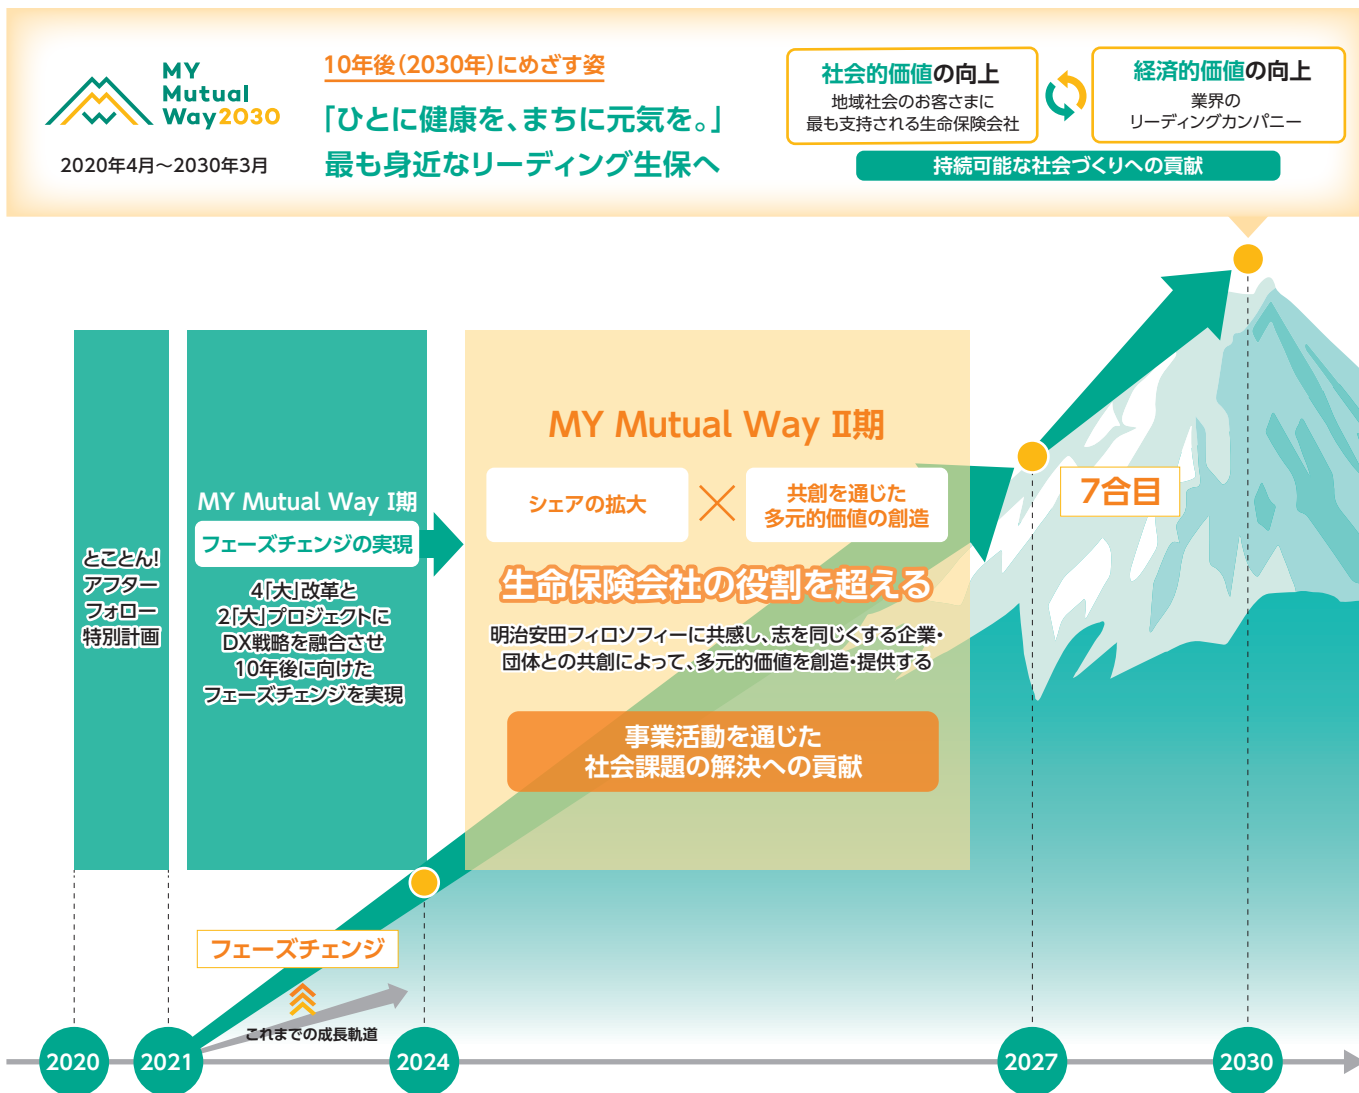 MY
Mutual
Way2030
2020年4月〜2030年3月
10年後（2030年）にめざす姿
「ひとに健康を、まちに元気を。」
最も身近なリーディング生保へ
社会的価値の向上
地域社会のお客さまに
最も支持される生命保険会社
経済的価値の向上
業界の
リーディングカンパニー
持続可能な社会づくりへの貢献
とことん!
アフター
フォロー
特別計画
MY Mutual Way Ⅰ期
フェーズチェンジの実現
4「大」改革と
2「大」プロジェクトに
DX戦略を融合させ
10年後に向けた
フェーズチェンジを実現
MY Mutual Way Ⅱ期
シェアの拡大
×
共創を通じた
多元的価値の創造
生命保険会社の役割を超える
明治安田フィロソフィーに共感し、志を同じくする企業・
団体との共創によって、多元的価値を創造・提供する
事業活動を通じた
社会課題の解決への貢献
7合目
フェーズチェンジ
これまでの成長軌道
2020
2021
2024
2027
2030